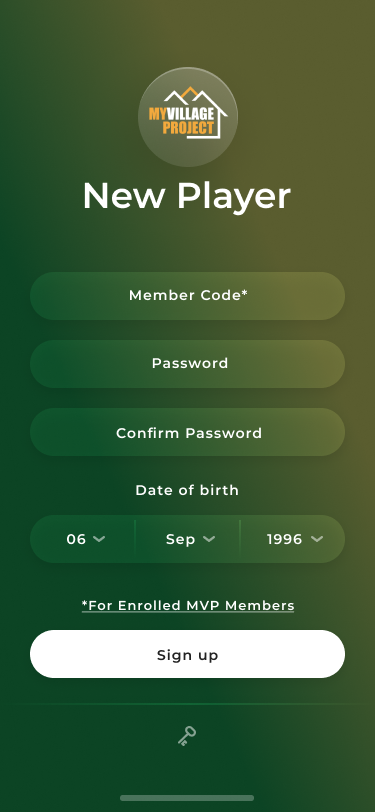 MYVILLAGE
PROJECT
New Player
Member Code*
Password
Confirm Password
Date of birth
06 Sep 1996
*For Enrolled MVP Members
Sign up